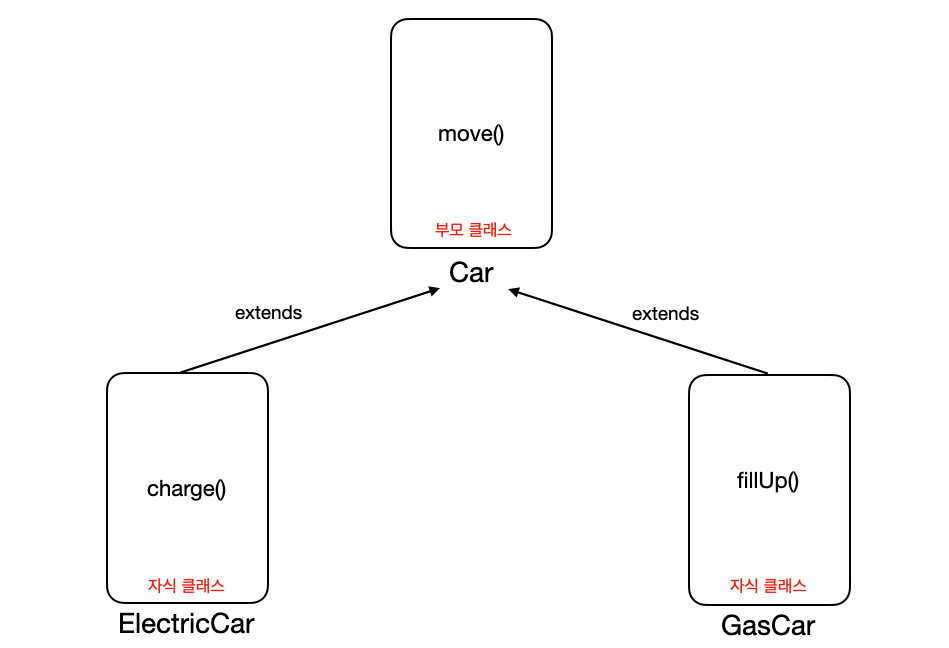 move()
부모 클래스
Car
extends
extends
charge()
자식 클래스
ElectricCar
fillUp()
자식 클래스
GasCar